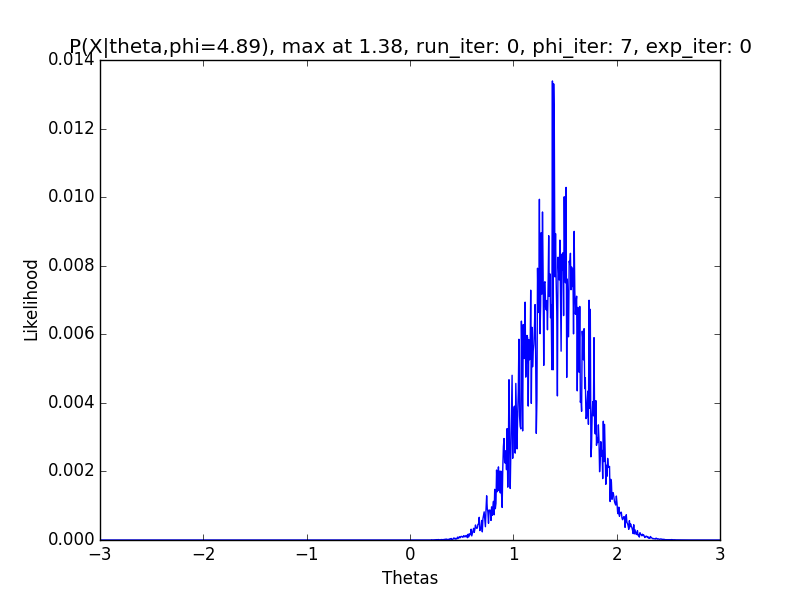 P(X|theta,phi=4.89), max at 1.38, run_iter: 0, phi_iter: 7, exp_iter: 0
0.014
0.012
0.010
0.008
0.006
0.004
0.002
0.000
Likelihood
−3 −2 −1 0 1 2 3
Thetas